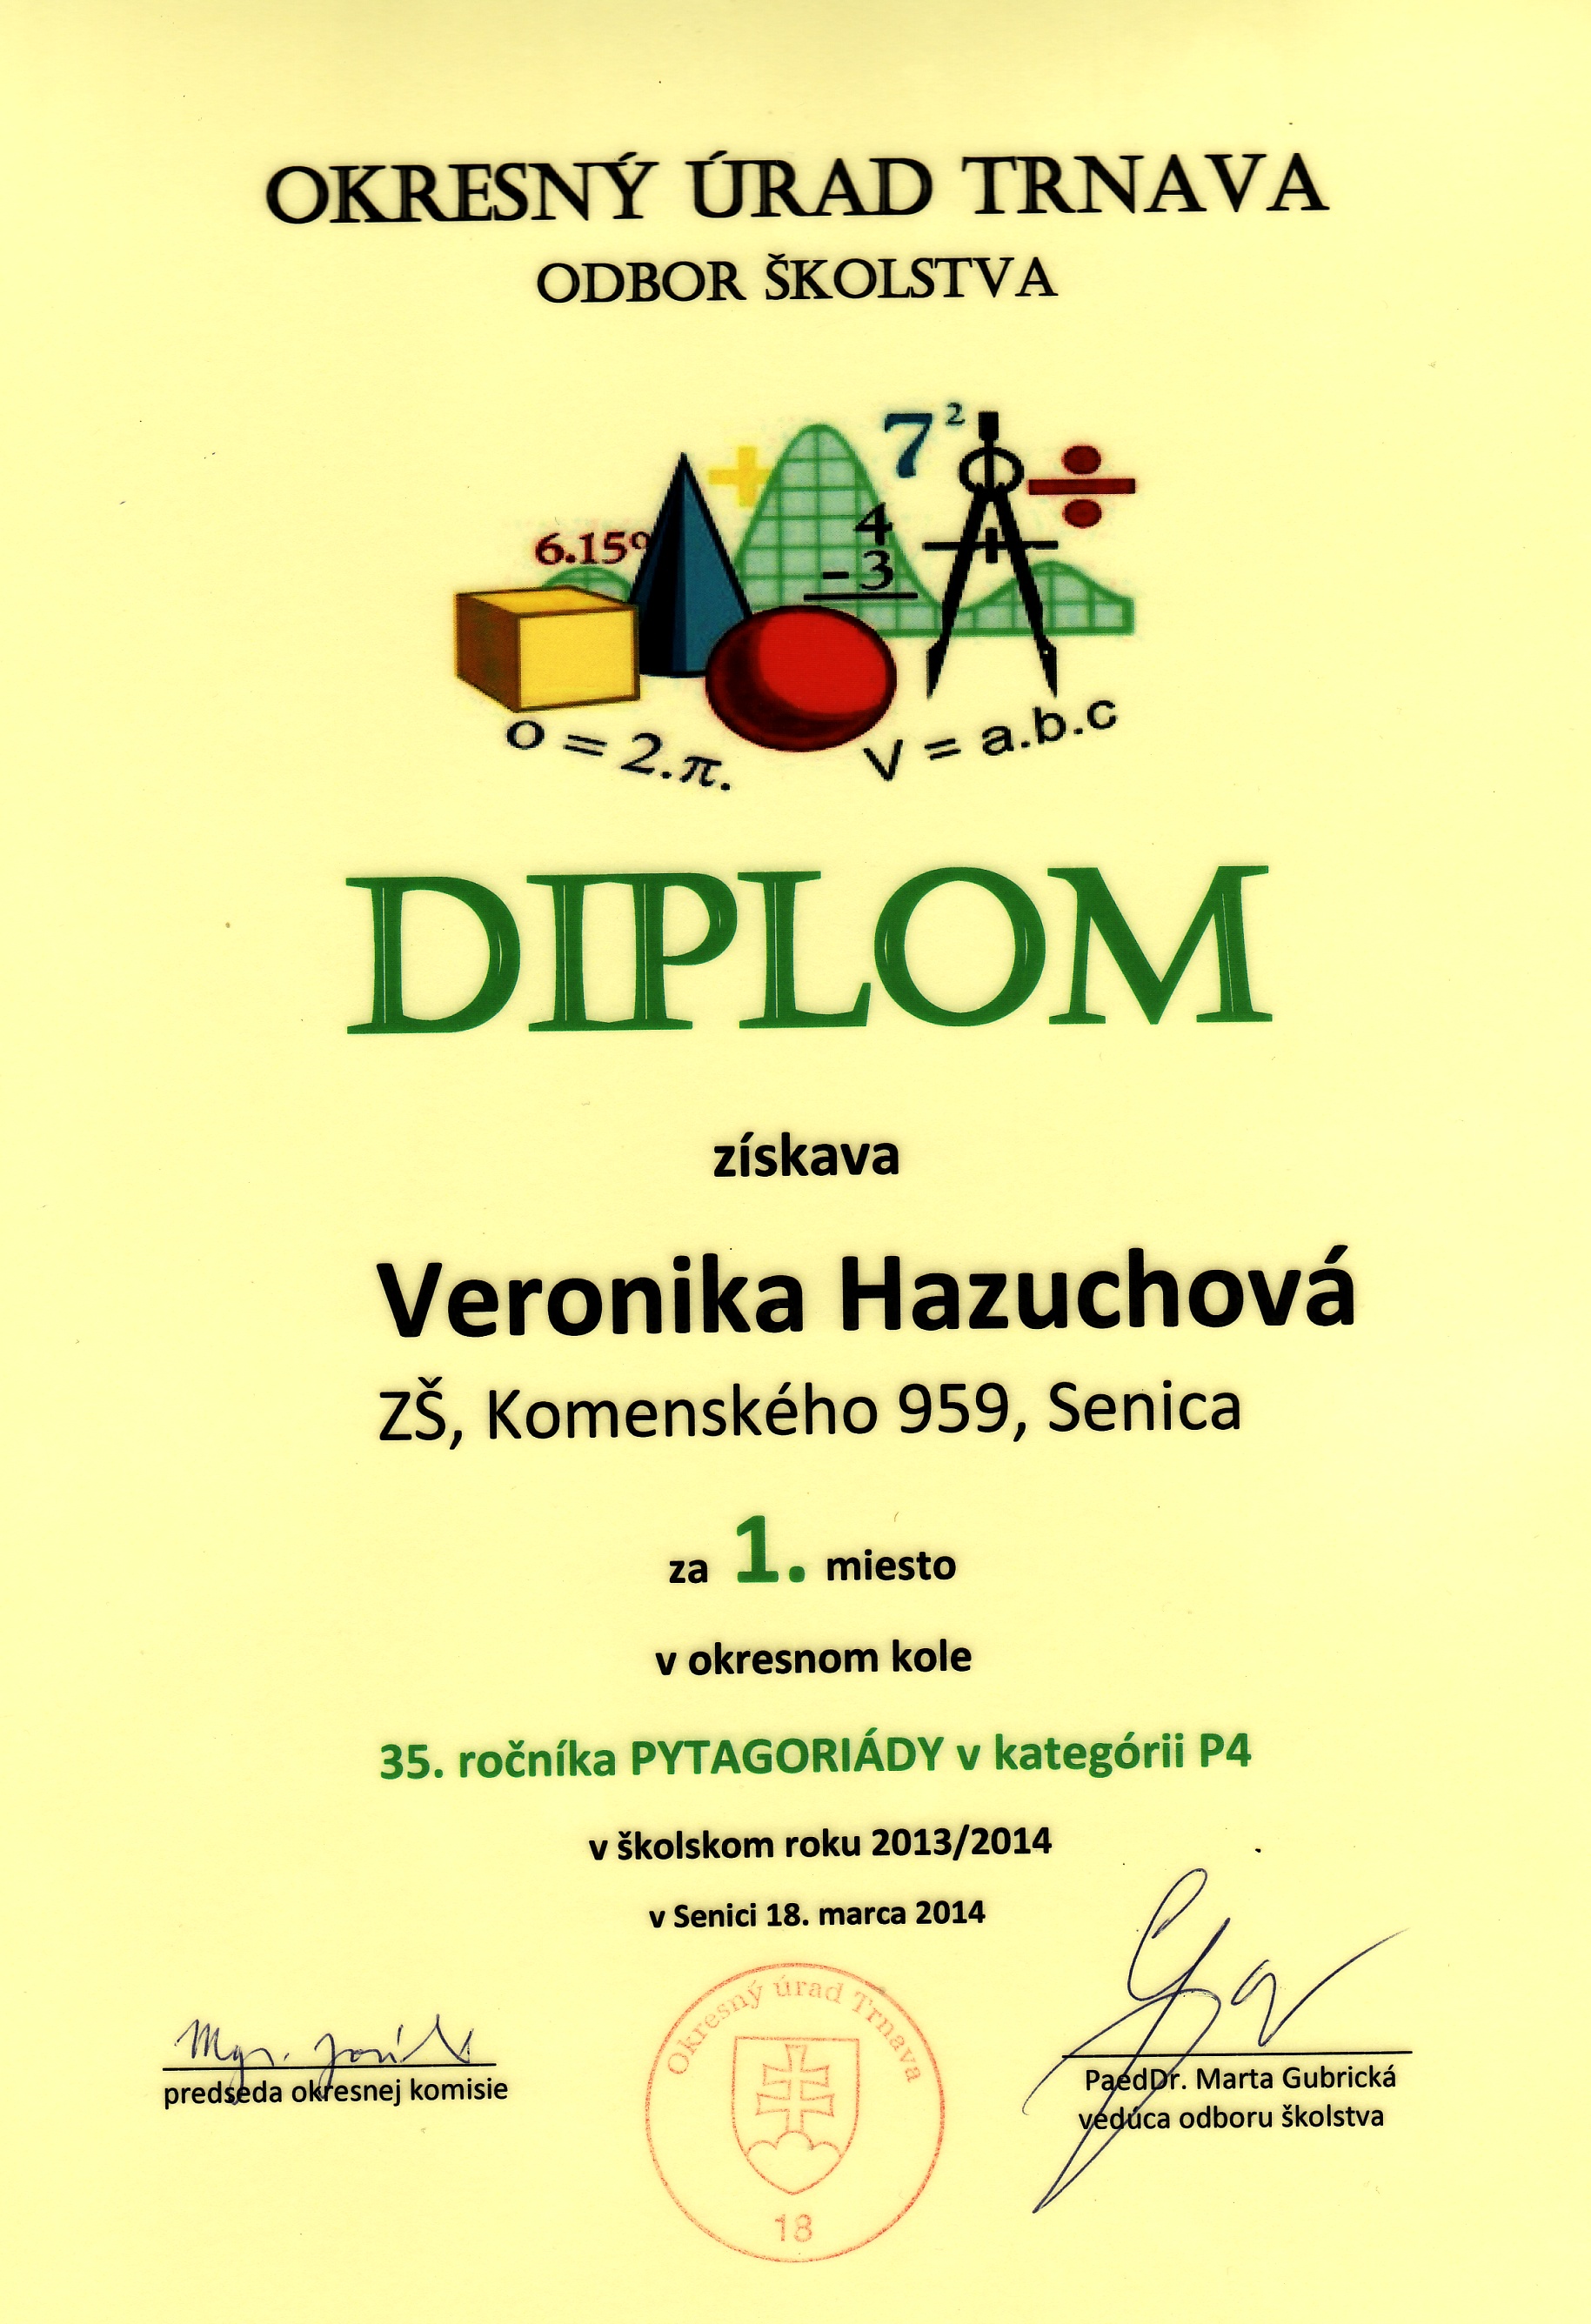 OKRESNÝ ÚRAD TRNAVA
ODBOR ŠKOLSTVA
7²
6.15
4
-3
o = 2.π.
V = a.b.c
DIPLOM
získava
Veronika Hazuchová
ZŠ, Komenského 959, Senica
za 1. miesto
v okresnom kole
35. ročníka PYTAGORIÁDY v kategórii P4
v školskom roku 2013/2014
v Senici 18. marca 2014
Mgr.
predseda okresnej komisie
Okresný úrad Trnava
18
PaedDr. Marta Gubrická
vedúca odboru školstva